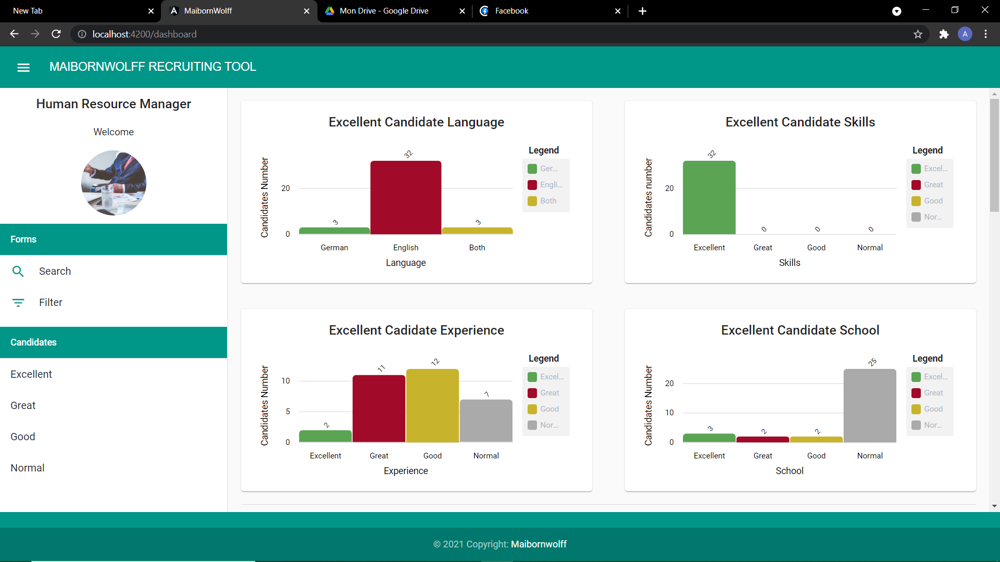 New Tab
MaibornWolff
Mon Drive - Google Drive
Facebook
localhost:4200/dashboard
A
MAIBORNWOLFF RECRUITING TOOL
Human Resource Manager
Welcome
Forms
Search
Filter
Candidates
Excellent
Great
Good
Normal
Excellent Candidate Language
Candidates Number
20
0
3
32
3
German
English
Both
Language
Legend
Ger...
Engli...
Both
Excellent Candidate Skills
Candidates number
20
0
32
0
0
0
Excellent
Great
Good
Normal
Skills
Legend
Excel...
Great
Good
Nor...
Excellent Cadidate Experience
Candidates Number
10
5
0
2
11
12
7
Excellent
Great
Good
Normal
Experience
Legend
Excel...
Great
Good
Nor...
Excellent Candidate School
Candidates Number
20
10
0
3
2
2
25
Excellent
Great
Good
Normal
School
Legend
Excel...
Great
Good
Nor...
© 2021 Copyright: Maibornwolff